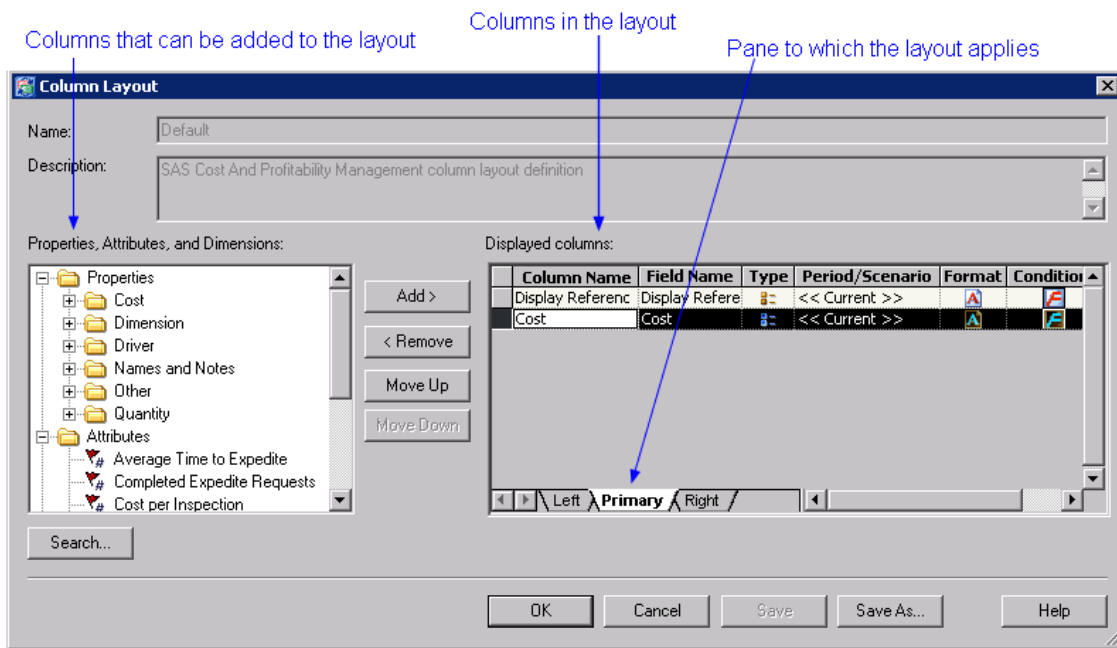 Columns in the layout
Columns that can be added to the layout
Pane to which the layout applies
Column Layout
Name:
Default
Description:
SAS Cost And Profitability Management column layout definition
Properties, Attributes, and Dimensions:
Displayed columns:
Properties
Cost
Dimension
Driver
Names and Notes
Other
Quantity
Attributes
Average Time to Expedite
Completed Expedite Requests
Cost per Inspection
Add >
< Remove
Move Up
Move Down
Column Name Field Name Type Period/Scenario Format Condition
Display Referenc Display Refere << Current >>
Cost Cost << Current >>
Left Primary Right
Search...
OK Cancel Save Save As... Help